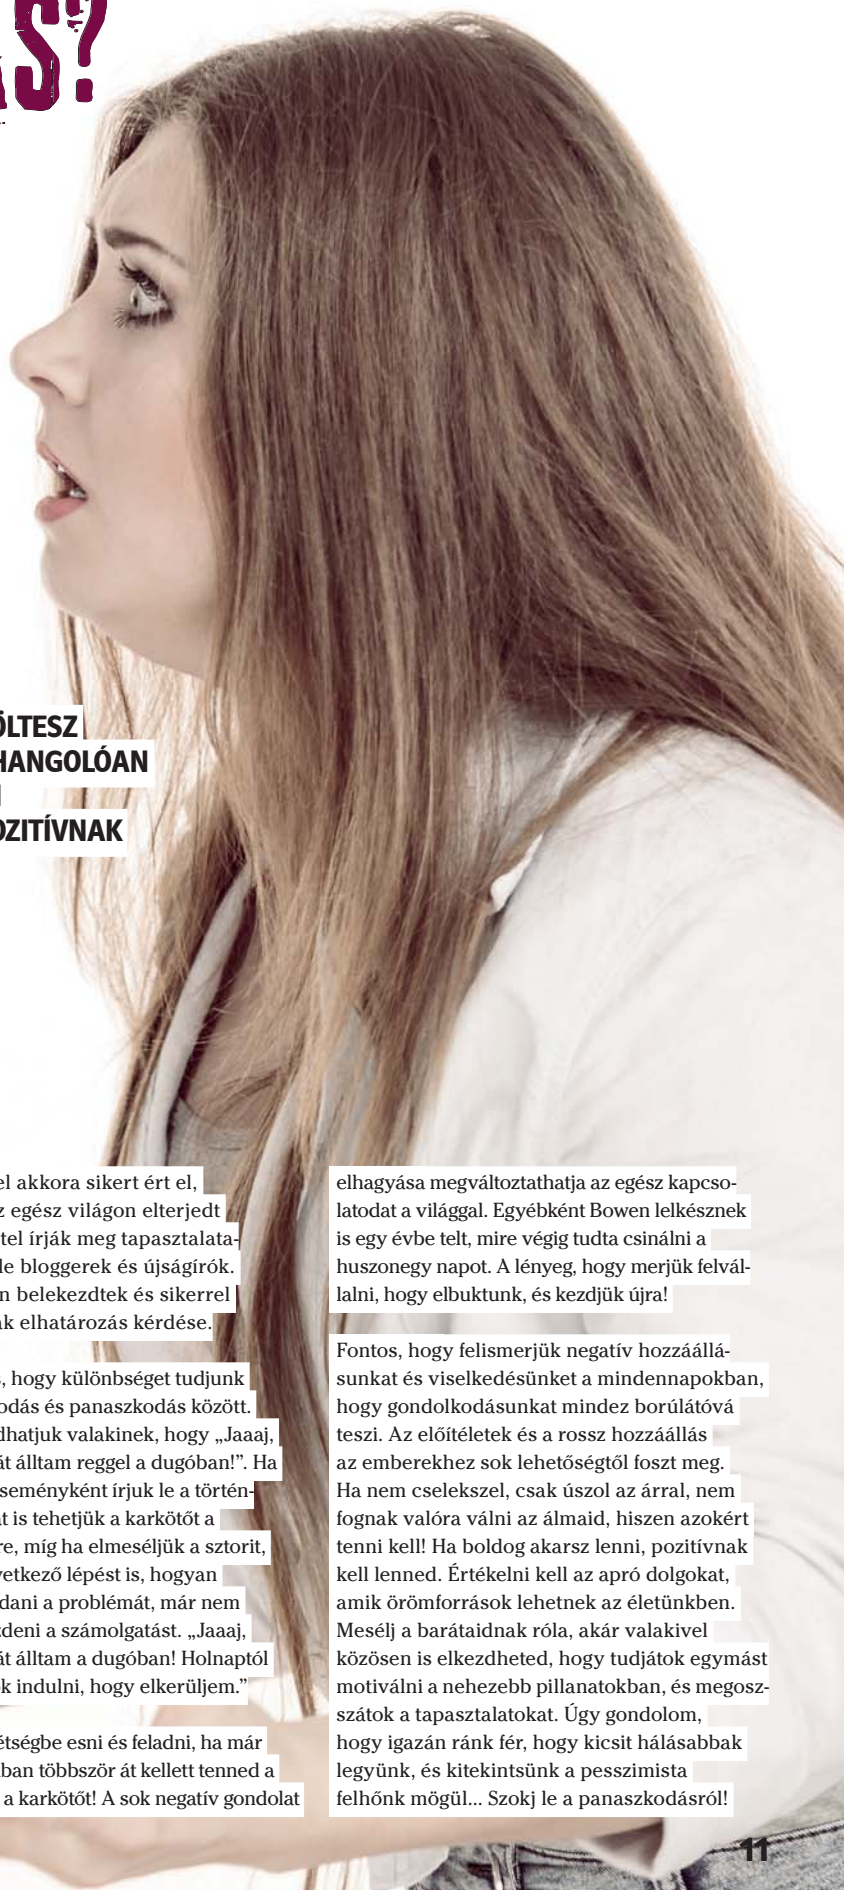 ÁS?
ÖLTESZ
HANGOLÓAN
OZITÍVNAK
el akkora sikert ért el,
z egész világon elterjedt
tel írják meg tapasztalata-
le bloggerek és újságírók.
n belekezdtek és sikerrel
ak elhatározás kérdése.
s, hogy különbséget tudjunk
odás és panaszkodás között.
dhatjuk valakinek, hogy „Jaaaj,
át álltam reggel a dugóban!”. Ha
seményként írjuk le a történ-
at is tehetjük a karkötőt a
re, míg ha elmeséljük a sztorit,
vetkező lépést is, hogyan
dani a problémát, már nem
zdeni a számolgatást. „Jaaaj,
át álltam a dugóban! Holnaptól
ok indulni, hogy elkerüljem.”
étségbe esni és feladni, ha már
ban többször át kellett tenned a
a karkötőt! A sok negatív gondolat
elhagyása megváltoztathatja az egész kapcso-
latodat a világgal. Egyébként Bowen lelkésznek
is egy évbe telt, mire végig tudta csinálni a
huszonegy napot. A lényeg, hogy merjük felvál-
lalni, hogy elbuktunk, és kezdjük újra!
Fontos, hogy felismerjük negatív hozzáállá-
sunkat és viselkedésünket a mindennapokban,
hogy gondolkodásunkat mindez borúlátóvá
teszi. Az előítéletek és a rossz hozzáállás
az emberekhez sok lehetőségtől foszt meg.
Ha nem cselekszel, csak úszol az árral, nem
fognak valóra válni az álmaid, hiszen azokért
tenni kell! Ha boldog akarsz lenni, pozitívnak
kell lenned. Értékelni kell az apró dolgokat,
amik örömforrások lehetnek az életünkben.
Mesélj a barátaidnak róla, akár valakivel
közösen is elkezdheted, hogy tudjátok egymást
motiválni a nehezebb pillanatokban, és megosz-
szátok a tapasztalatokat. Úgy gondolom,
hogy igazán ránk fér, hogy kicsit hálásabbak
legyünk, és kitekintsünk a pesszimista
felhőnk mögül... Szokj le a panaszkodásról!
11